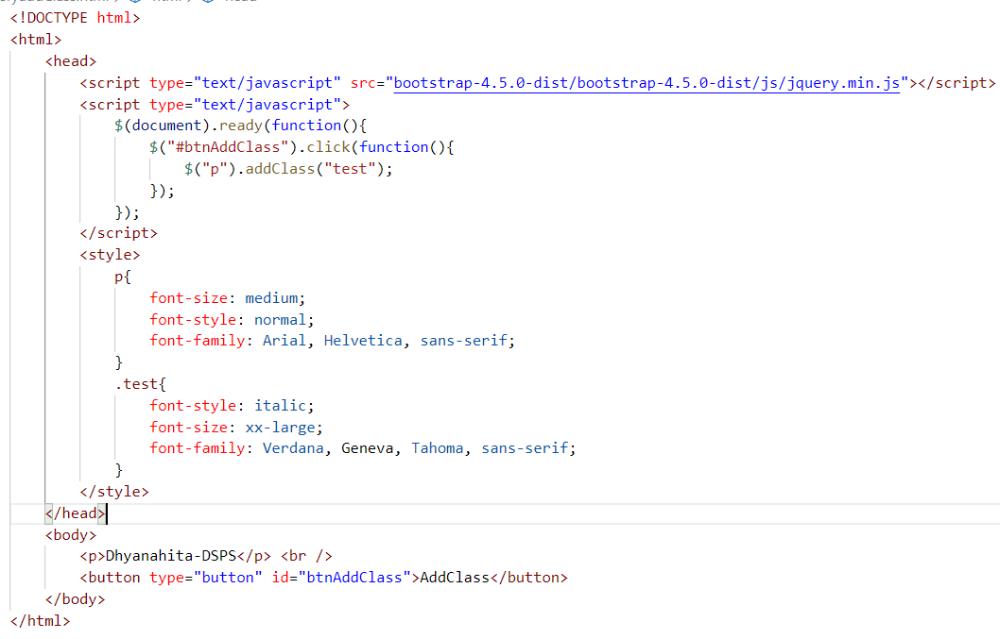 <!DOCTYPE html>
<html>
<head>
<script type="text/javascript" src="bootstrap-4.5.0-dist/bootstrap-4.5.0-dist/js/jquery.min.js"></script>
<script type="text/javascript">
$(document).ready(function(){
$("#btnAddClass").click(function(){
$("p").addClass("test");
});
});
</script>
<style>
p{
font-size: medium;
font-style: normal;
font-family: Arial, Helvetica, sans-serif;
}
.test{
font-style: italic;
font-size: xx-large;
font-family: Verdana, Geneva, Tahoma, sans-serif;
}
</style>
</head>
<body>
<p>Dhyanahita-DSPS</p> <br />
<button type="button" id="btnAddClass">AddClass</button>
</body>
</html>